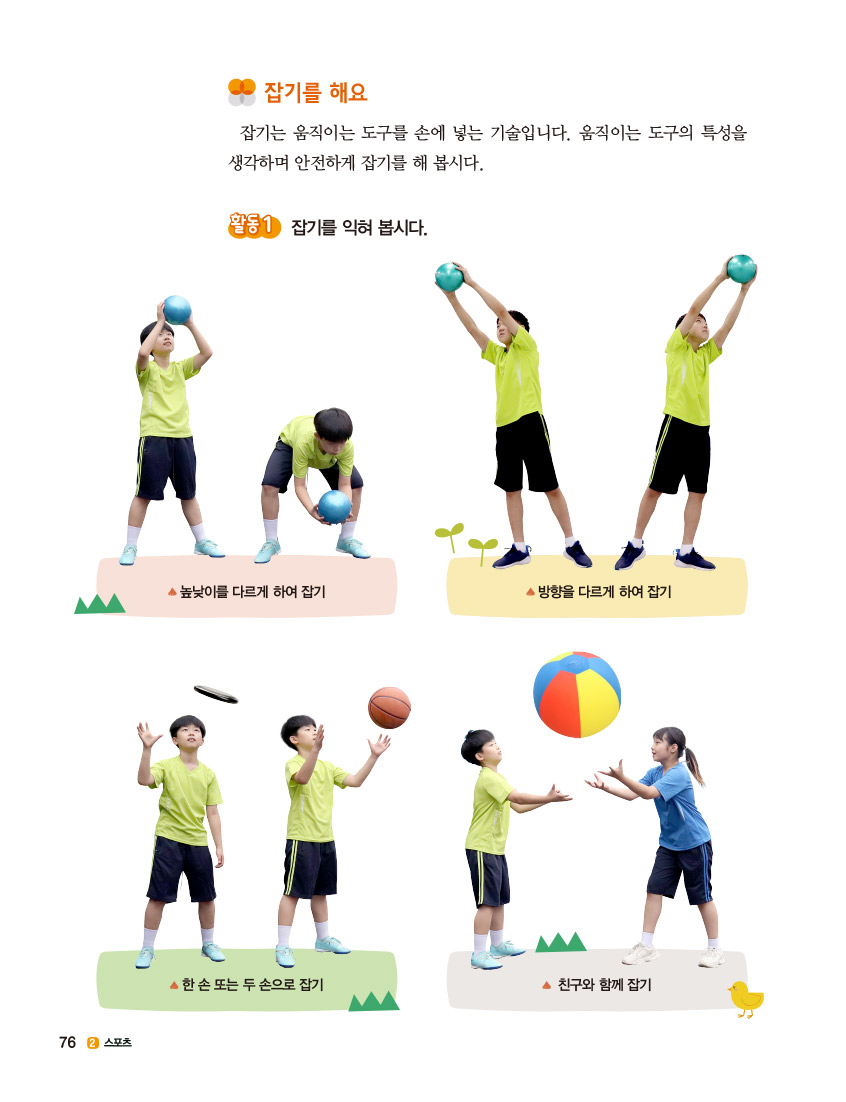 잡기를 해요
잡기는 움직이는 도구를 손에 넣는 기술입니다. 움직이는 도구의 특성을
생각하며 안전하게 잡기를 해 봅시다.
활동1 잡기를 익혀 봅시다.
▲ 높낮이를 다르게 하여 잡기
▲ 방향을 다르게 하여 잡기
▲ 한 손 또는 두 손으로 잡기
▲ 친구와 함께 잡기
76 2 스포츠